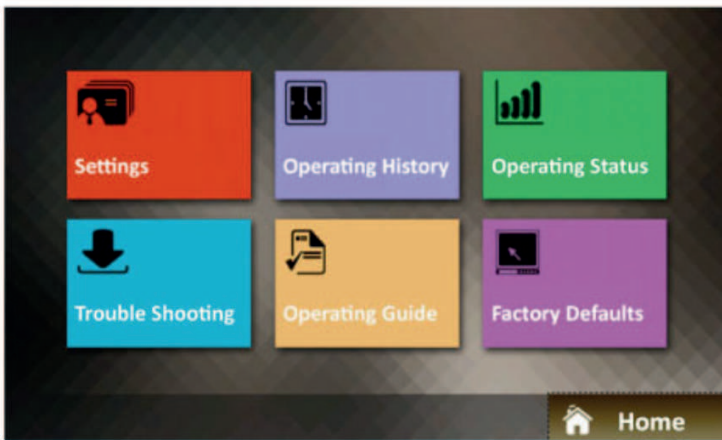 Settings
Operating History
Operating Status
Trouble Shooting
Operating Guide
Factory Defaults
Home